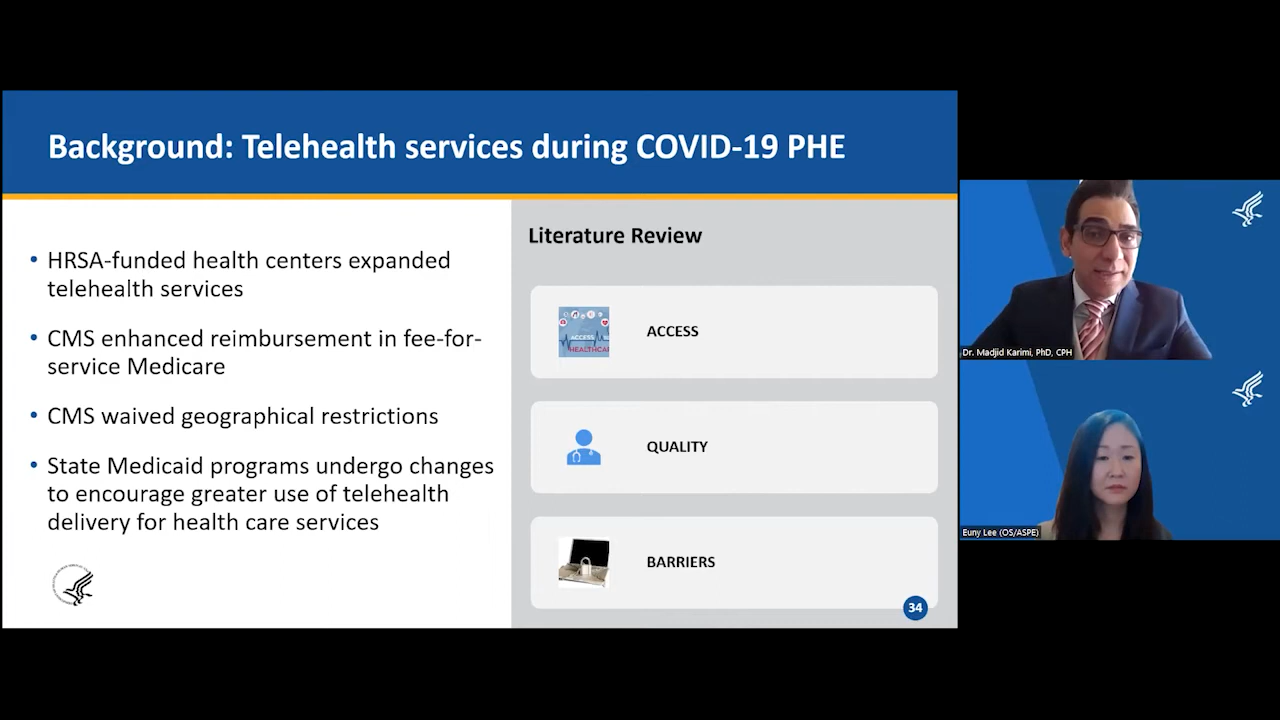 Background: Telehealth services during COVID-19 PHE
• HRSA-funded health centers expanded
telehealth services
• CMS enhanced reimbursement in fee-for-
service Medicare
• CMS waived geographical restrictions
• State Medicaid programs undergo changes
to encourage greater use of telehealth
delivery for health care services
Literature Review
ACCESS
HEALTHCAR
ACCESS
QUALITY
BARRIERS
34
Dr. Madjid Karimi, PhD, CPH
Euny Lee (OS/ASPE)